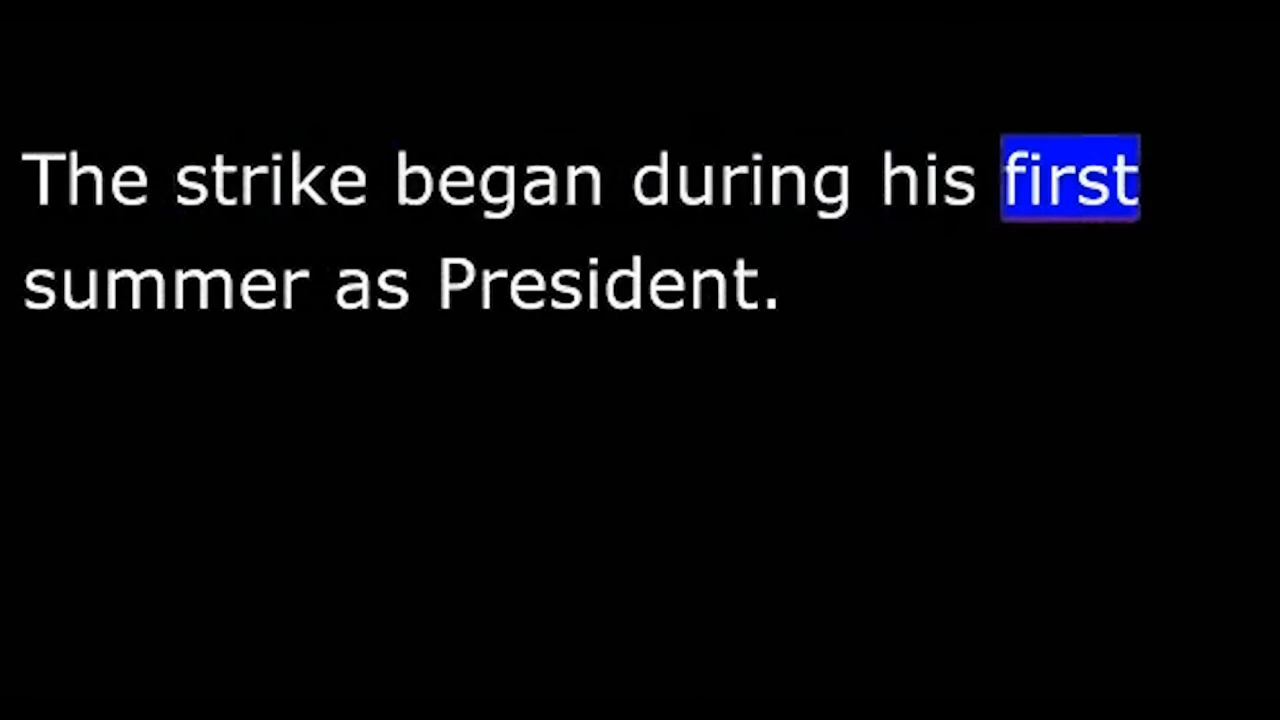 The strike began during his first
summer as President.